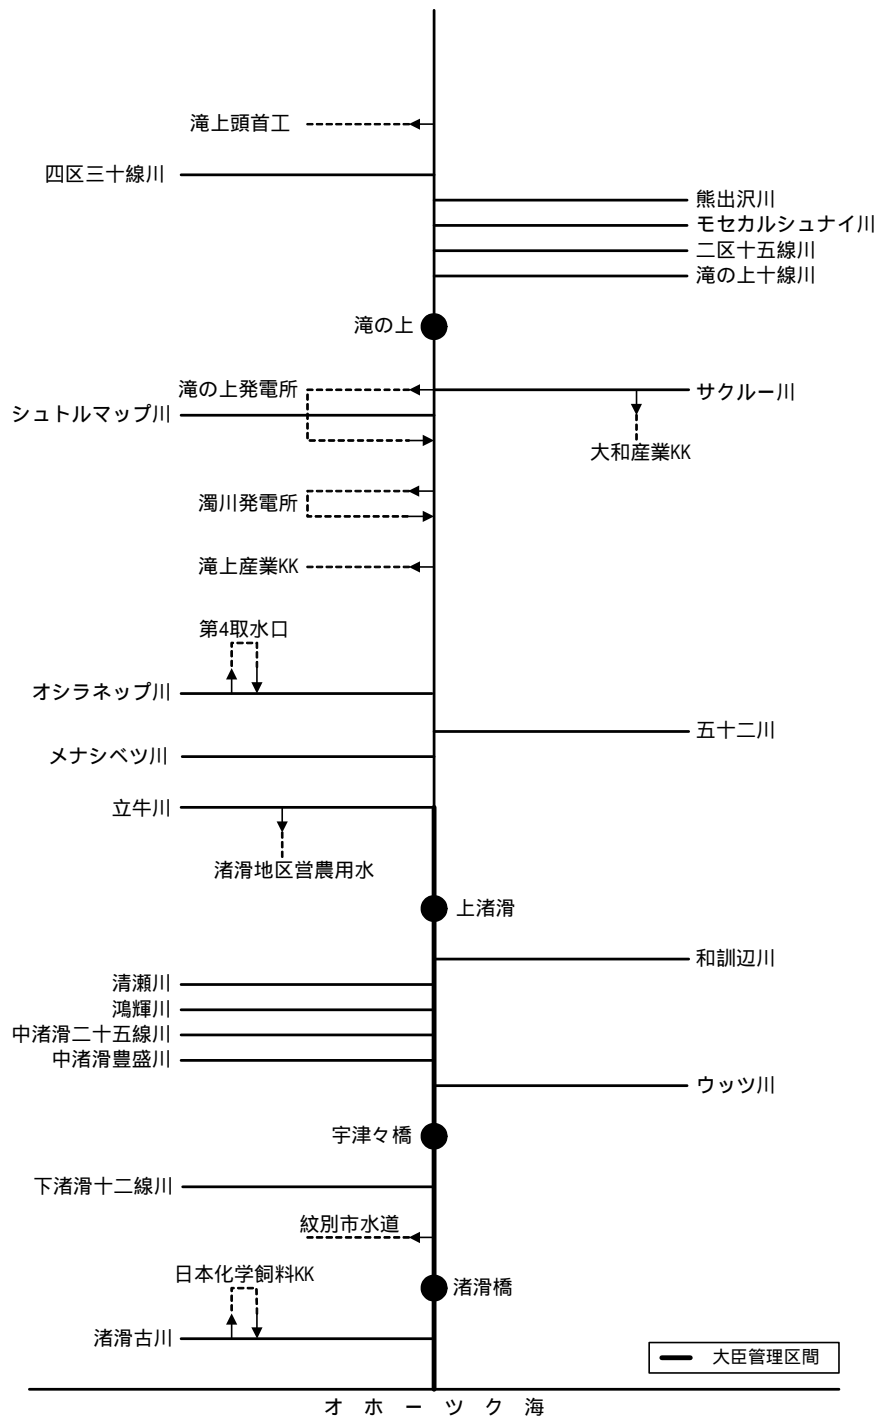 滝上頭首工
四区三十線川
熊出沢川
モセカルシュナイ川
二区十五線川
滝の上十線川
滝の上
滝の上発電所
サクルー川
シュトルマップ川
大和産業KK
濁川発電所
滝上産業KK
第4取水口
オシラネップ川
五十二川
メナシベツ川
立牛川
渚滑地区営農用水
上渚滑
和訓辺川
清瀬川
鴻輝川
中渚滑二十五線川
中渚滑豊盛川
ウッツ川
宇津々橋
下渚滑十二線川
紋別市水道
日本化学飼料KK
渚滑橋
渚滑古川
大臣管理区間
オホーツク海